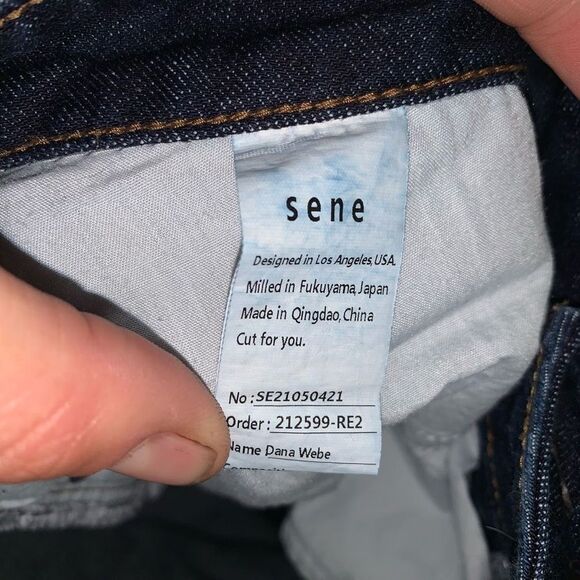 sene
Designed in Los Angeles,USA.
Milled in Fukuyama,Japan
Made in Qingdao,China
Cut for you.
No:SE21050421
Order: 212599-RE2
Name Dana Webe